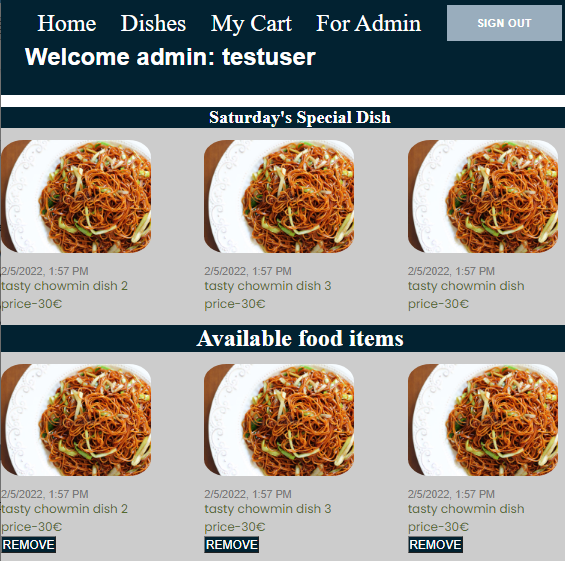 Home Dishes My Cart For Admin SIGN OUT
Welcome admin: testuser
Saturday's Special Dish
2/5/2022, 1:57 PM 2/5/2022, 1:57 PM 2/5/2022, 1:57 PM
tasty chowmin dish 2 tasty chowmin dish 3 tasty chowmin dish
price-30€ price-30€ price-30€
Available food items
2/5/2022, 1:57 PM 2/5/2022, 1:57 PM 2/5/2022, 1:57 PM
tasty chowmin dish 2 tasty chowmin dish 3 tasty chowmin dish
price-30€ price-30€ price-30€
REMOVE REMOVE REMOVE